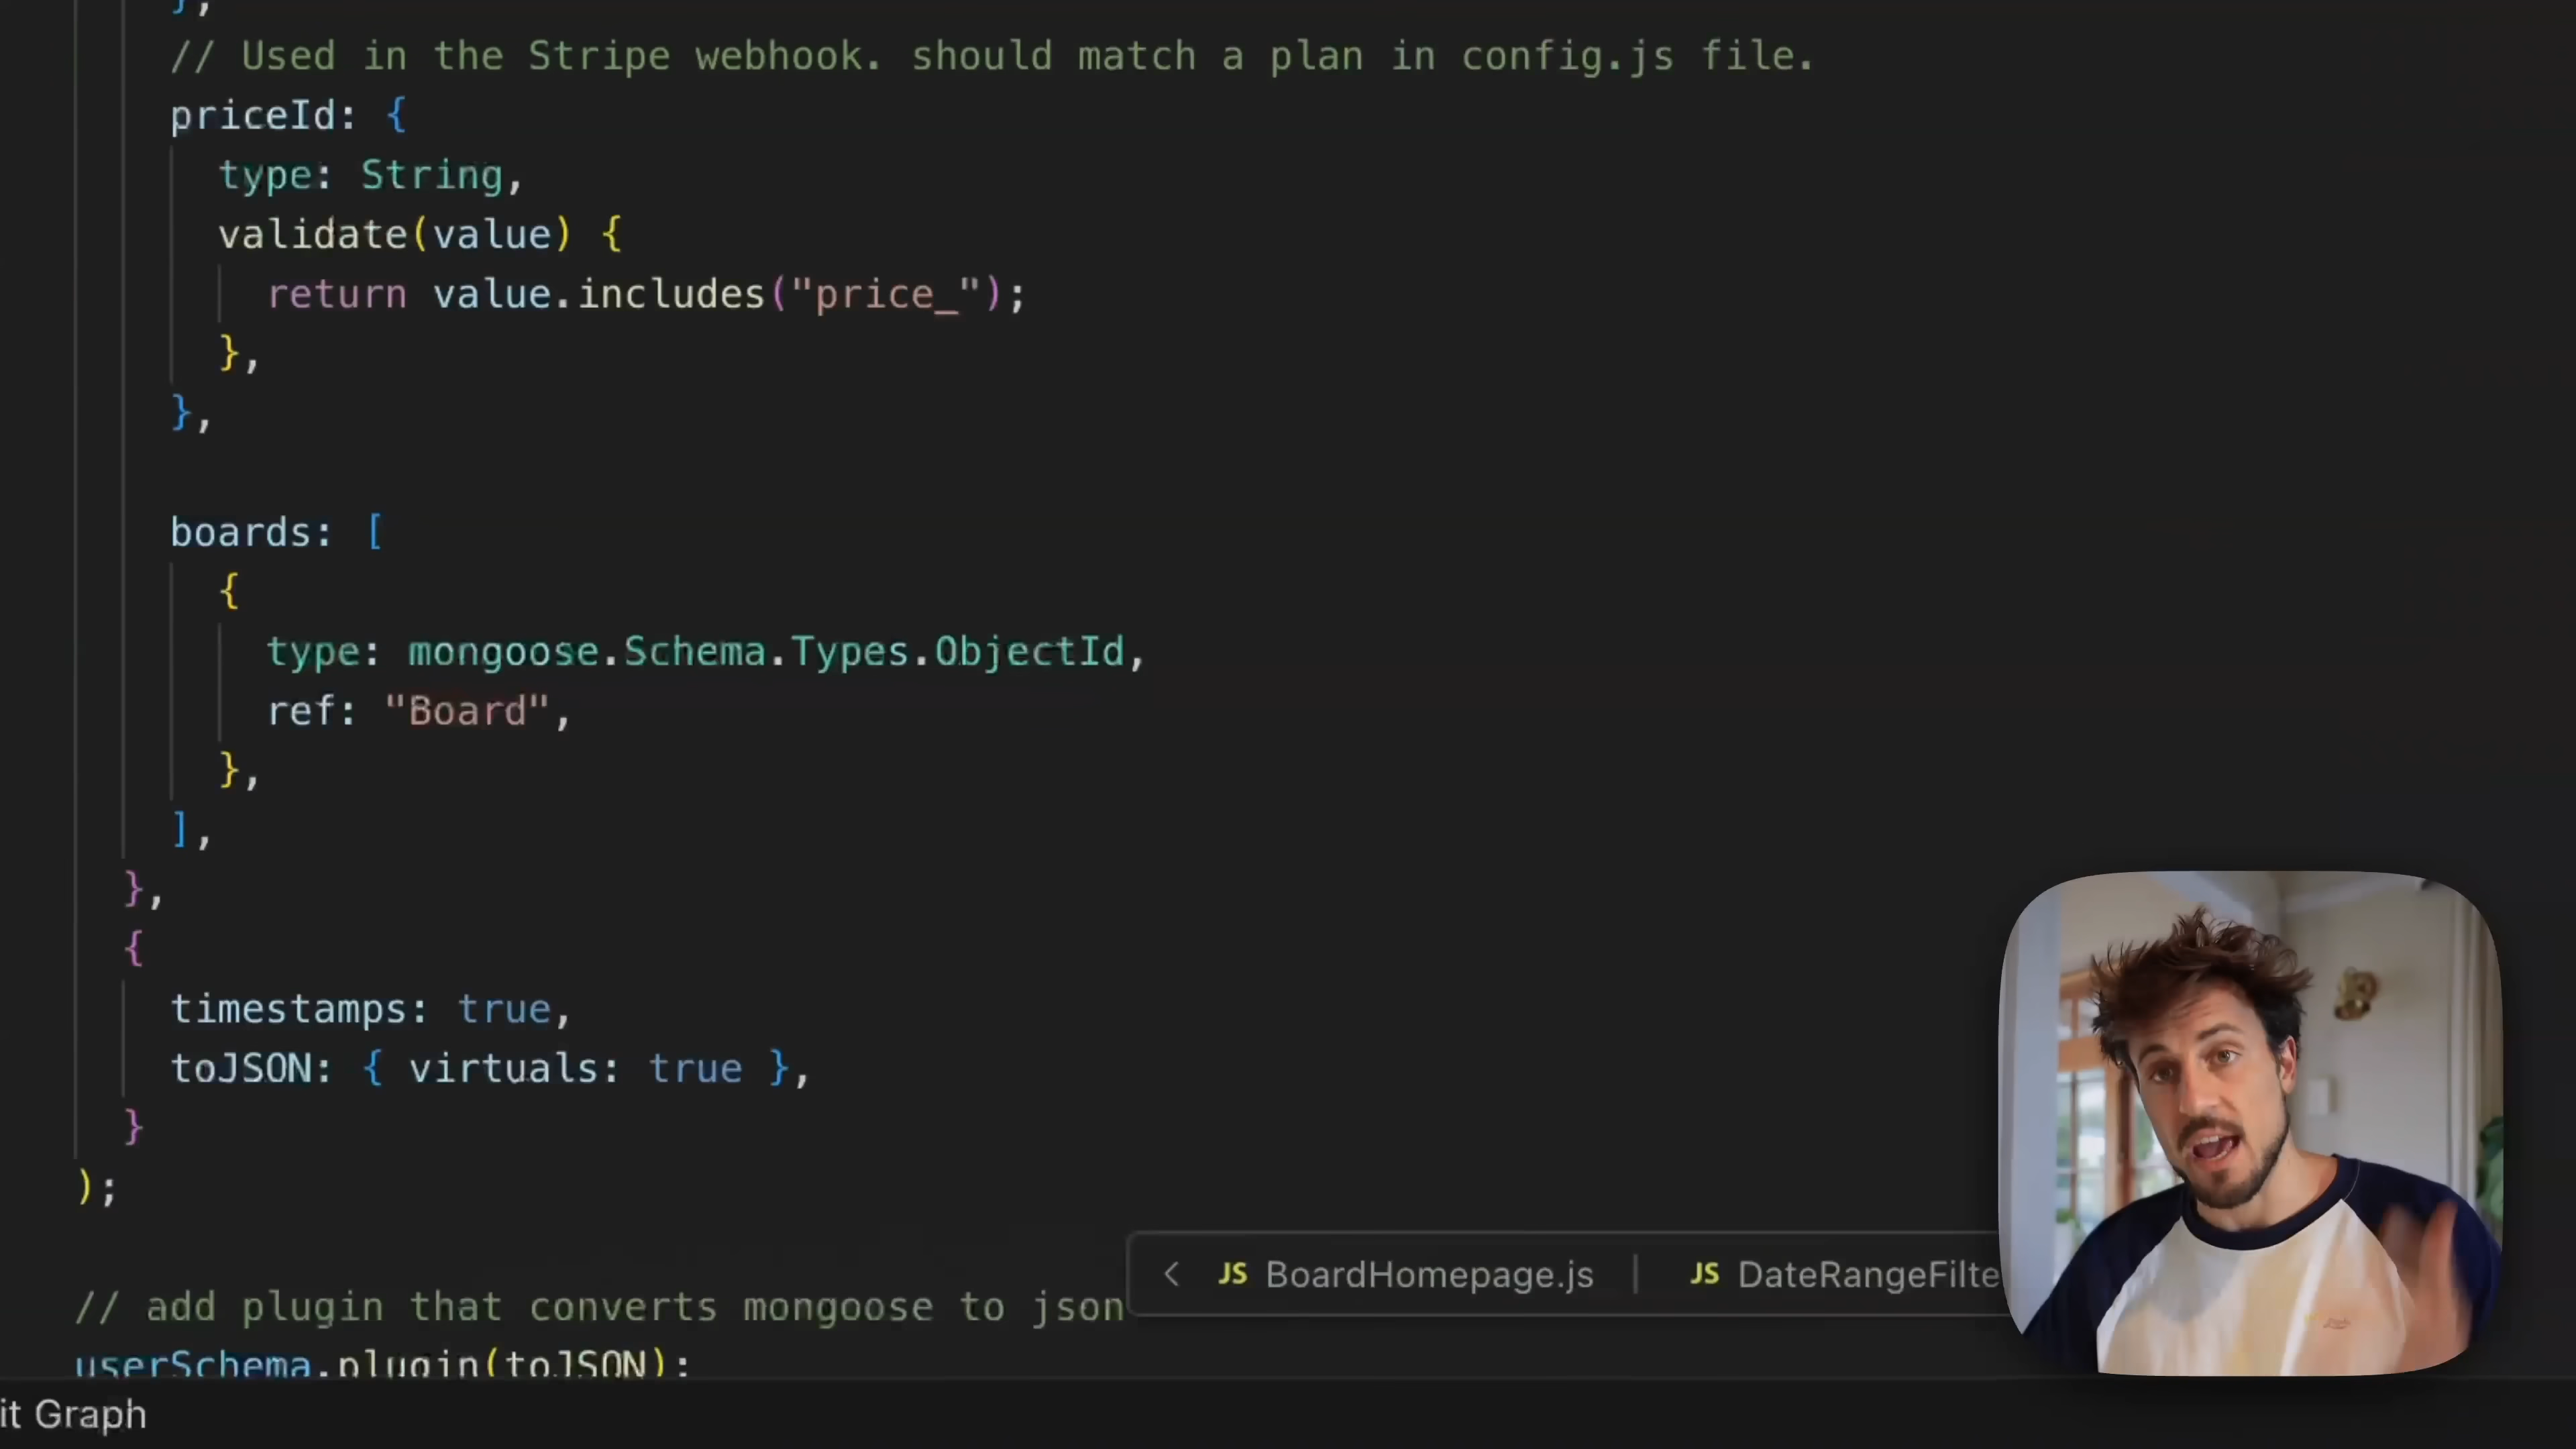 },
// Used in the Stripe webhook. should match a plan in config.js file.
priceId: {
type: String,
validate(value) {
return value.includes("price_");
},
},
boards: [
{
type: mongoose.Schema.Types.ObjectId,
ref: "Board",
},
],
},
{
timestamps: true,
toJSON: { virtuals: true },
}
);
JS BoardHomepage.js | JS DateRangeFilte
// add plugin that converts mongoose to json
userSchema.plugin(toJSON);
it Graph